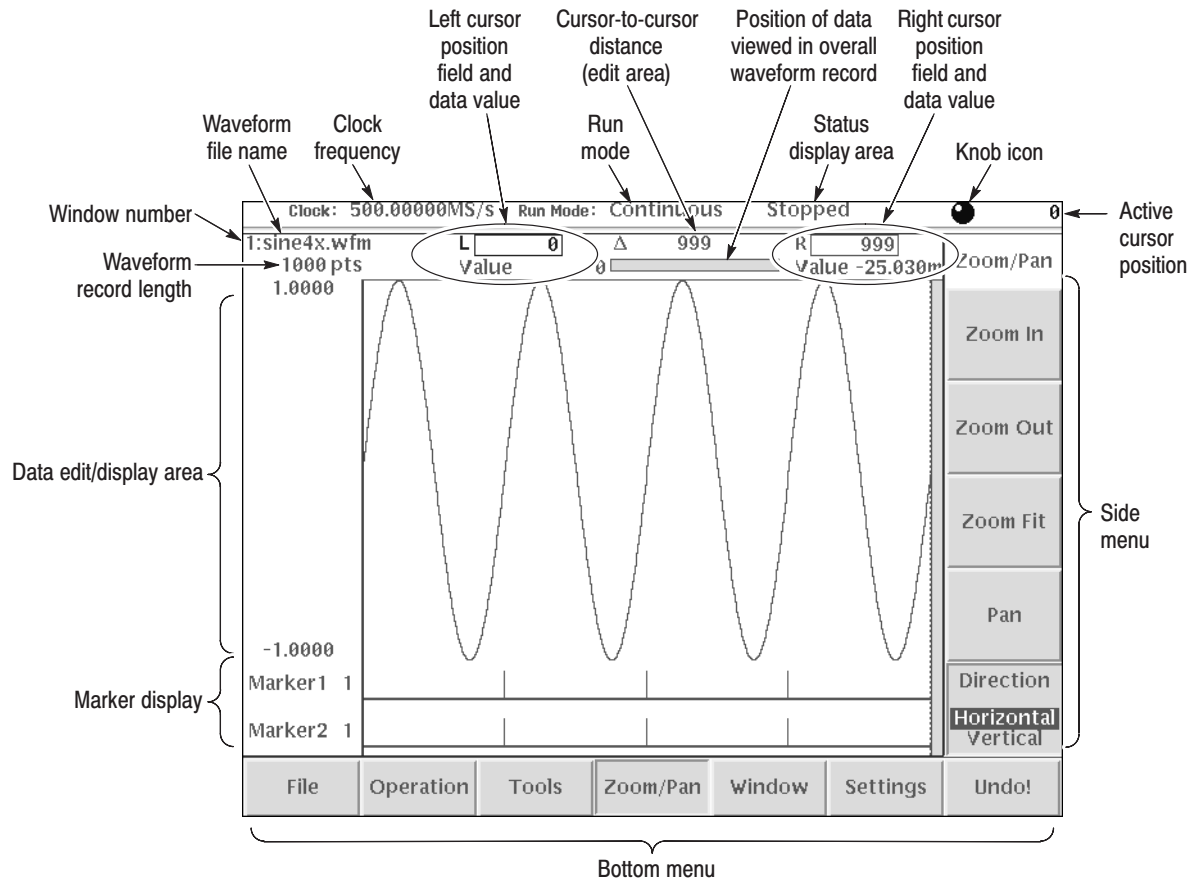 Left cursor
position
field and
data value
Cursor-to-cursor
distance
(edit area)
Position of data
viewed in overall
waveform record
Right cursor
position
field and
data value
Waveform
file name
Clock
frequency
Run
mode
Status
display area
Knob icon
Window number
Waveform
record length
Active
cursor
position
Clock: 500.00000MS/s Run Mode: Continuous Stopped 0
1:sine4x.wfm L 0 Δ 999 R 999
1000 pts Value 0 Value -25.030m Zoom/Pan
1.0000
Zoom In
Zoom Out
Data edit/display area
Zoom Fit
Side
menu
Pan
-1.0000
Marker display
Marker1 1
Marker2 1
Direction
Horizontal
Vertical
File Operation Tools Zoom/Pan Window Settings Undo!
Bottom menu